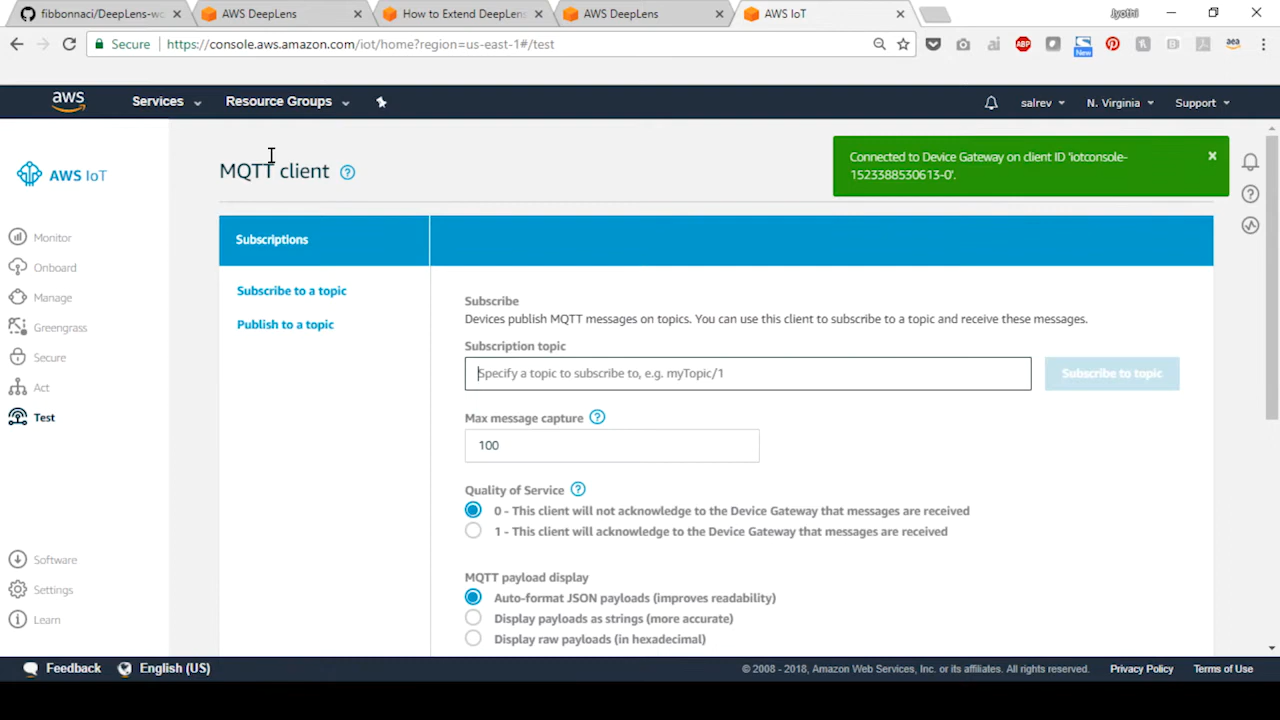 fibbonnaci/DeepLens-wo
AWS DeepLens
How to Extend DeepLens
AWS DeepLens
AWS IoT
Jyothi
Secure
https://console.aws.amazon.com/iot/home?region=us-east-1#/test
ai
ABP
New
aea
aws
Services
Resource Groups
salrev
N. Virginia
Support
AWS IoT
Monitor
Onboard
Manage
Greengrass
Secure
Act
Test
Software
Settings
Learn
MQTT client
Connected to Device Gateway on client ID 'iotconsole-
1523388530613-0'.
Subscriptions
Subscribe to a topic
Publish to a topic
Subscribe
Devices publish MQTT messages on topics. You can use this client to subscribe to a topic and receive these messages.
Subscription topic
Specify a topic to subscribe to, e.g. myTopic/1
Subscribe to topic
Max message capture
100
Quality of Service
0 - This client will not acknowledge to the Device Gateway that messages are received
1 - This client will acknowledge to the Device Gateway that messages are received
MQTT payload display
Auto-format JSON payloads (improves readability)
Display payloads as strings (more accurate)
Display raw payloads (in hexadecimal)
Feedback
English (US)
© 2008 - 2018, Amazon Web Services, Inc. or its affiliates. All rights reserved.
Privacy Policy
Terms of Use